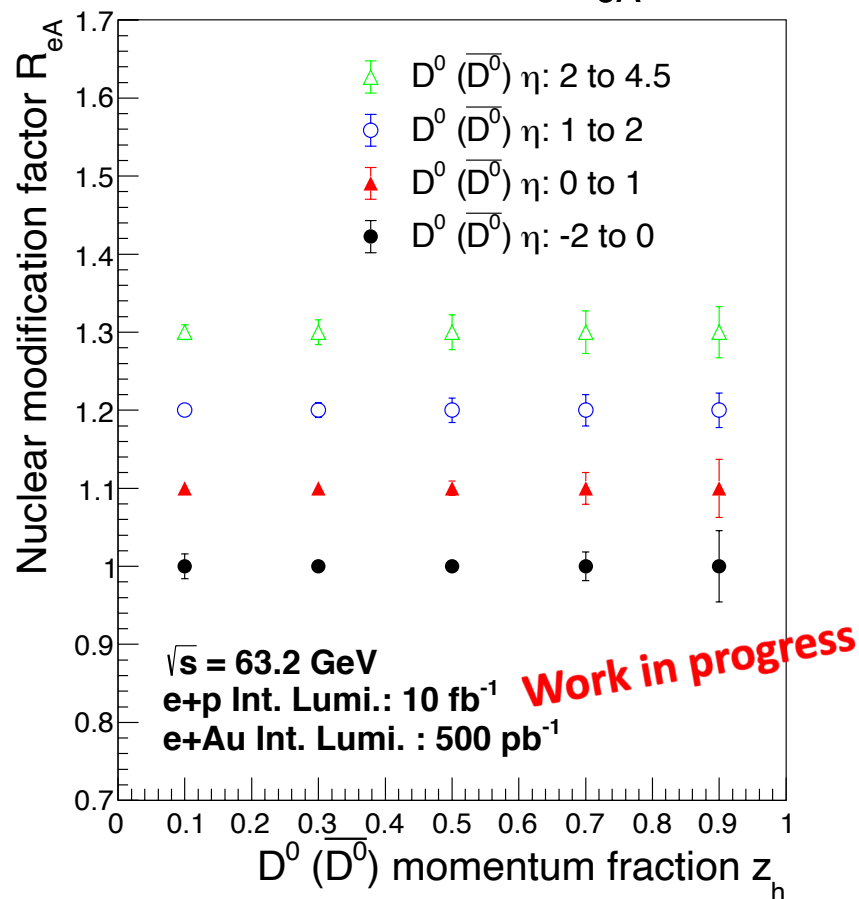 eA
Nuclear modification factor R_eA
1.7
1.6
1.5
1.4
1.3
1.2
1.1
1
0.9
0.8
0.7
D⁰ (D̅⁰) η: 2 to 4.5
D⁰ (D̅⁰) η: 1 to 2
D⁰ (D̅⁰) η: 0 to 1
D⁰ (D̅⁰) η: -2 to 0
√s = 63.2 GeV
e+p Int. Lumi.: 10 fb⁻¹
e+Au Int. Lumi. : 500 pb⁻¹
Work in progress
0 0.1 0.2 0.3 0.4 0.5 0.6 0.7 0.8 0.9 1
D⁰ (D̅⁰) momentum fraction z_h